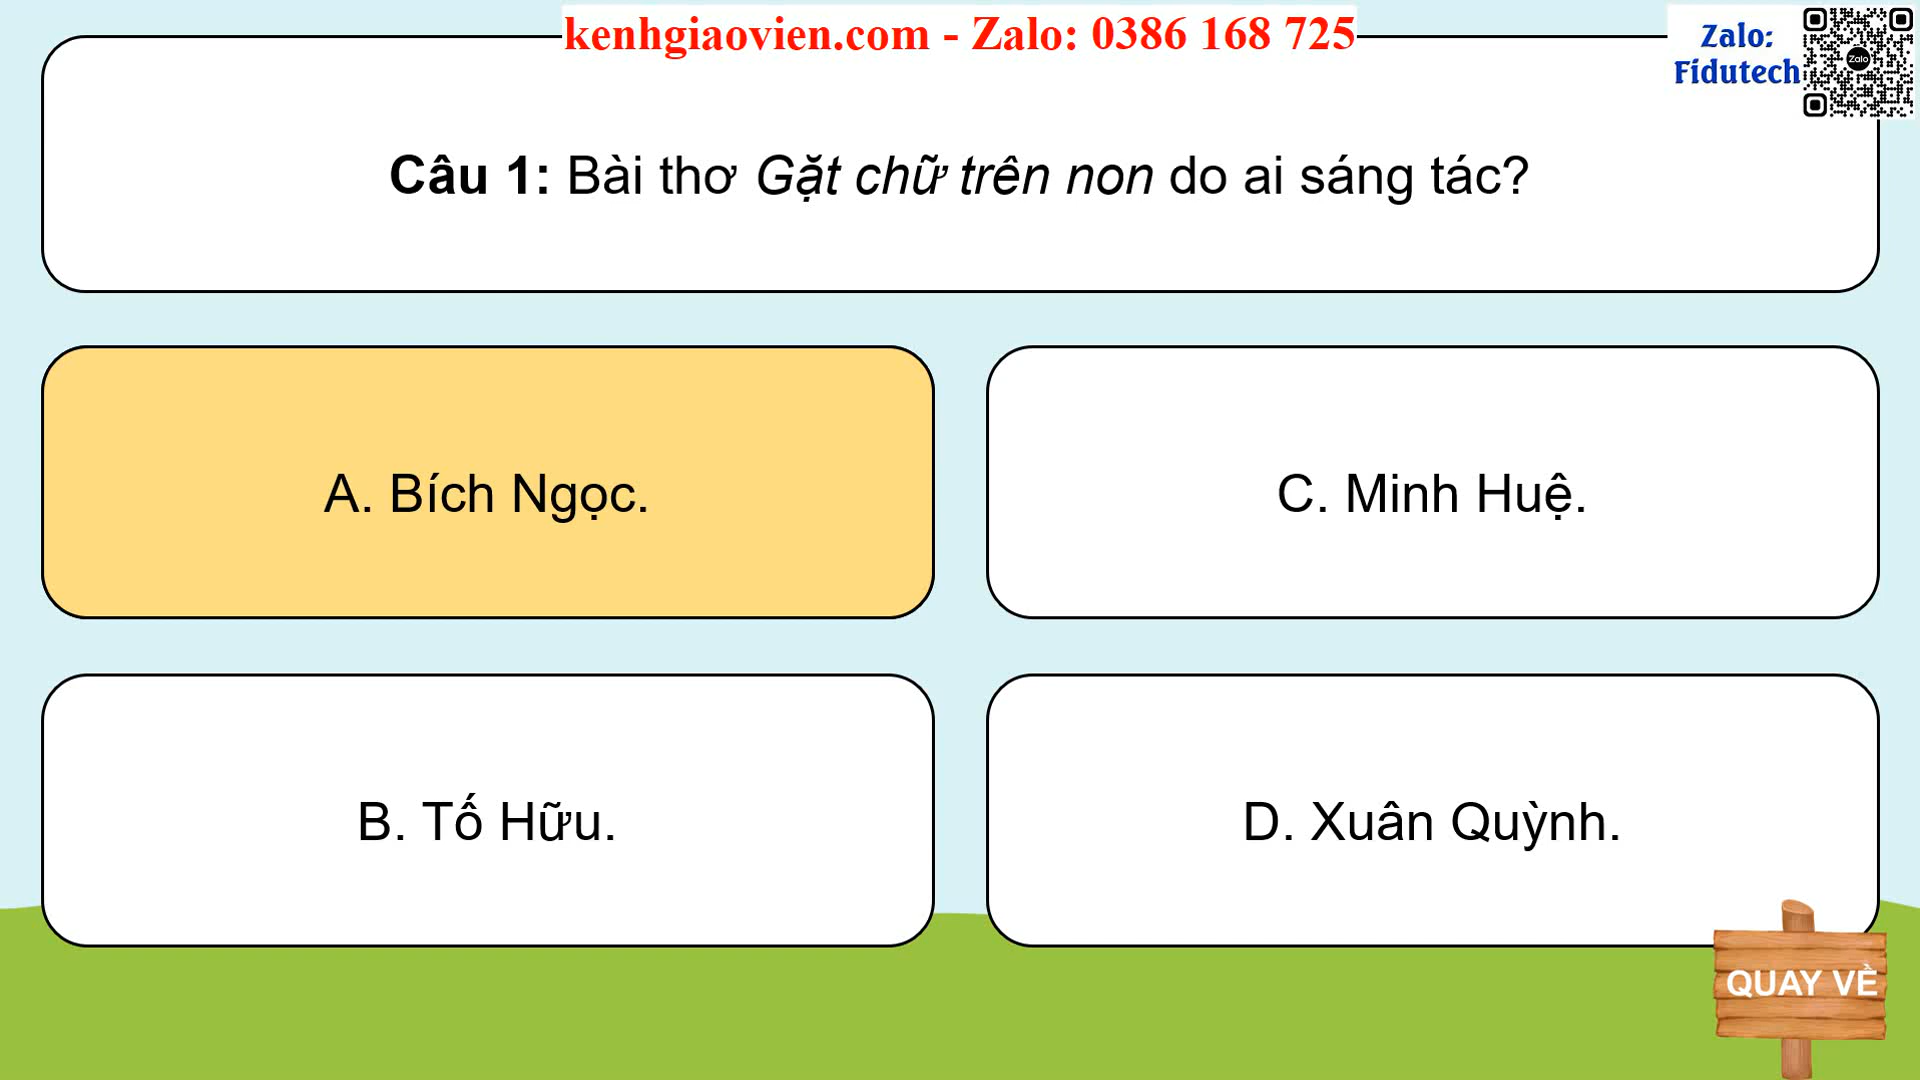 kenhgiaovien.com - Zalo: 0386 168 725
Zalo:
Fidutech
Zalo
Câu 1: Bài thơ Gặt chữ trên non do ai sáng tác?
A. Bích Ngọc.
C. Minh Huệ.
B. Tố Hữu.
D. Xuân Quỳnh.
QUAY VỀ